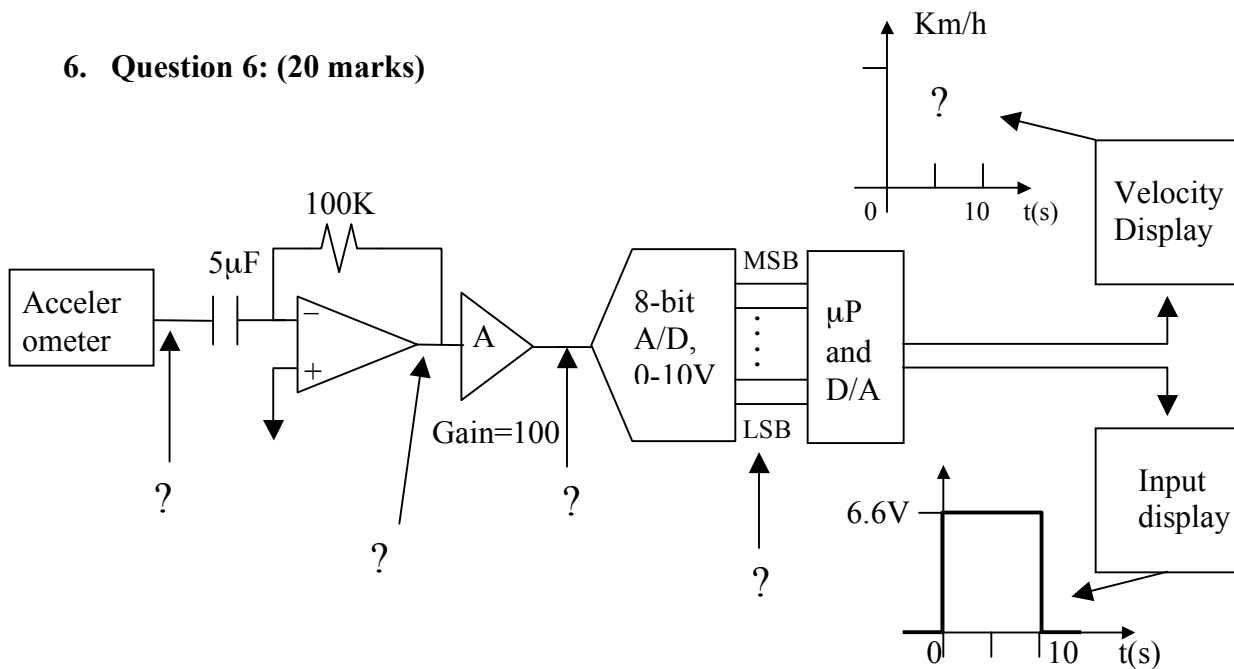 Km/h
6. Question 6: (20 marks)
?
0
10
t(s)
Velocity
Display
100K
5µF
MSB
Acceler
ometer
−
+
A
8-bit
A/D,
0-10V
µP
and
D/A
Gain=100
LSB
?
?
?
?
6.6V
Input
display
0
10
t(s)